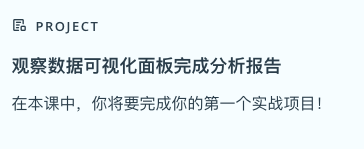 PROJECT
观察数据可视化面板完成分析报告
在本课中，你将要完成你的第一个实战项目！